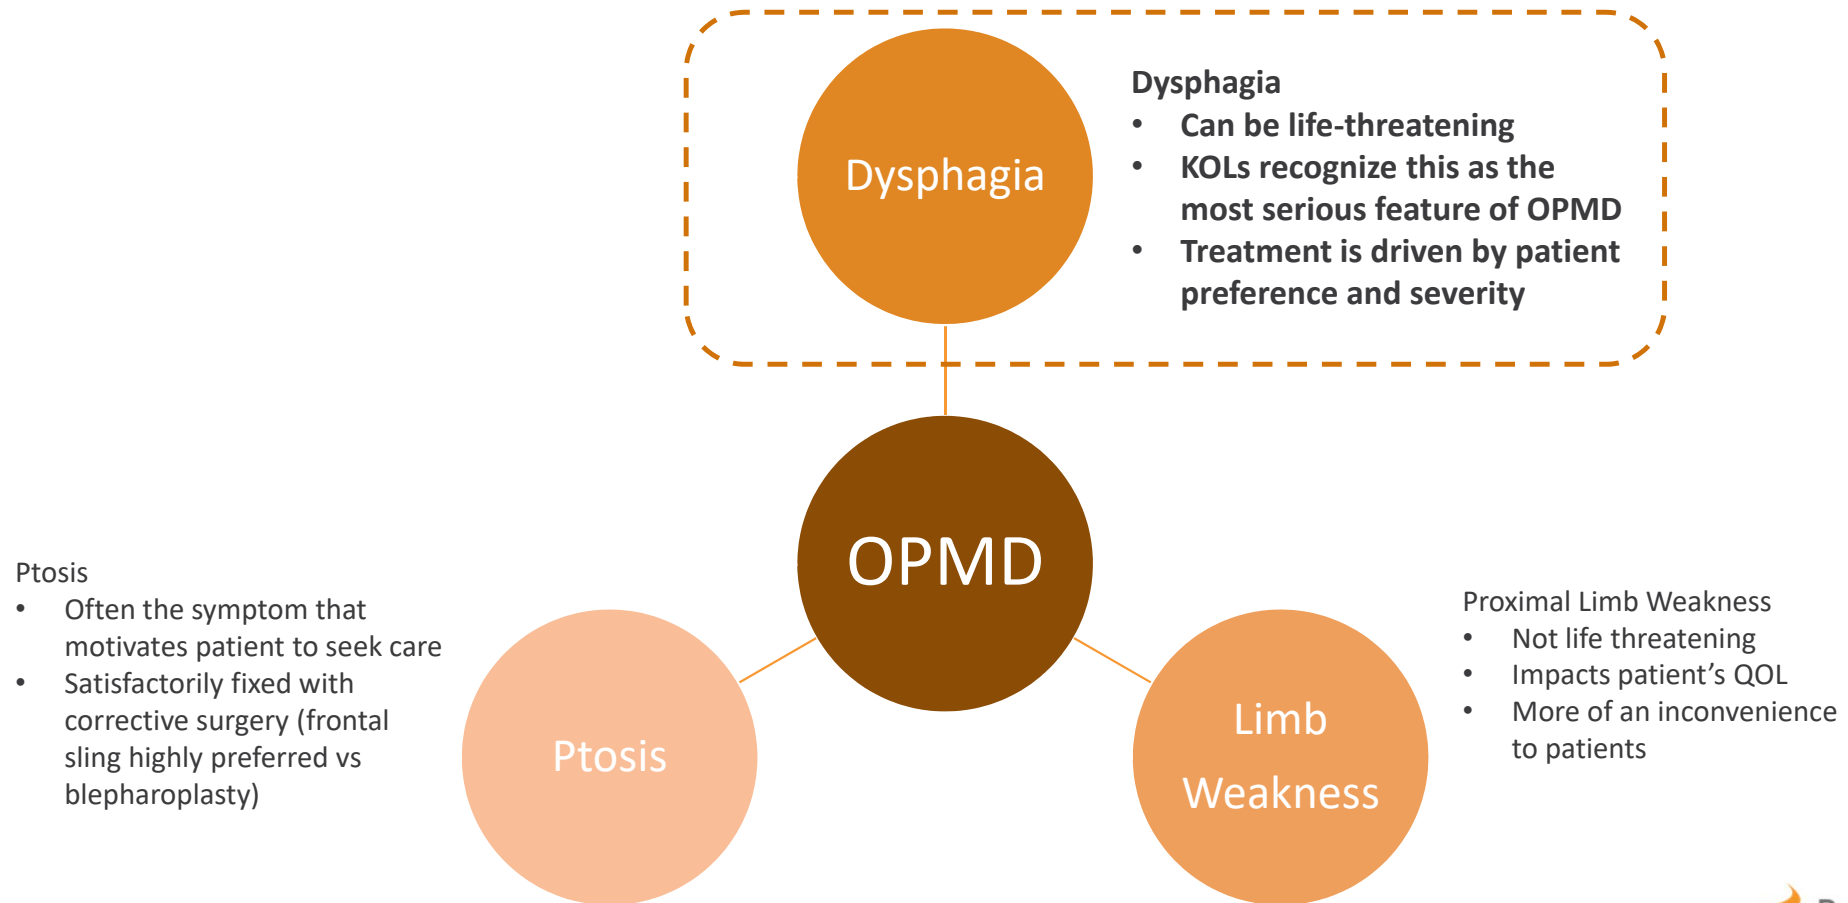 Dysphagia
Dysphagia
• Can be life-threatening
• KOLs recognize this as the
most serious feature of OPMD
• Treatment is driven by patient
preference and severity
OPMD
Ptosis
• Often the symptom that
motivates patient to seek care
• Satisfactorily fixed with
corrective surgery (frontal
sling highly preferred vs
blepharoplasty)
Ptosis
Limb
Weakness
Proximal Limb Weakness
• Not life threatening
• Impacts patient’s QOL
• More of an inconvenience
to patients